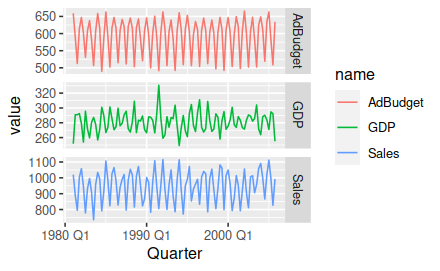 650
600
550
500
AdBudget
320
300
280
260
GDP
1100
1000
900
800
Sales
value
1980 Q1 1990 Q1 2000 Q1
Quarter
name
AdBudget
GDP
Sales